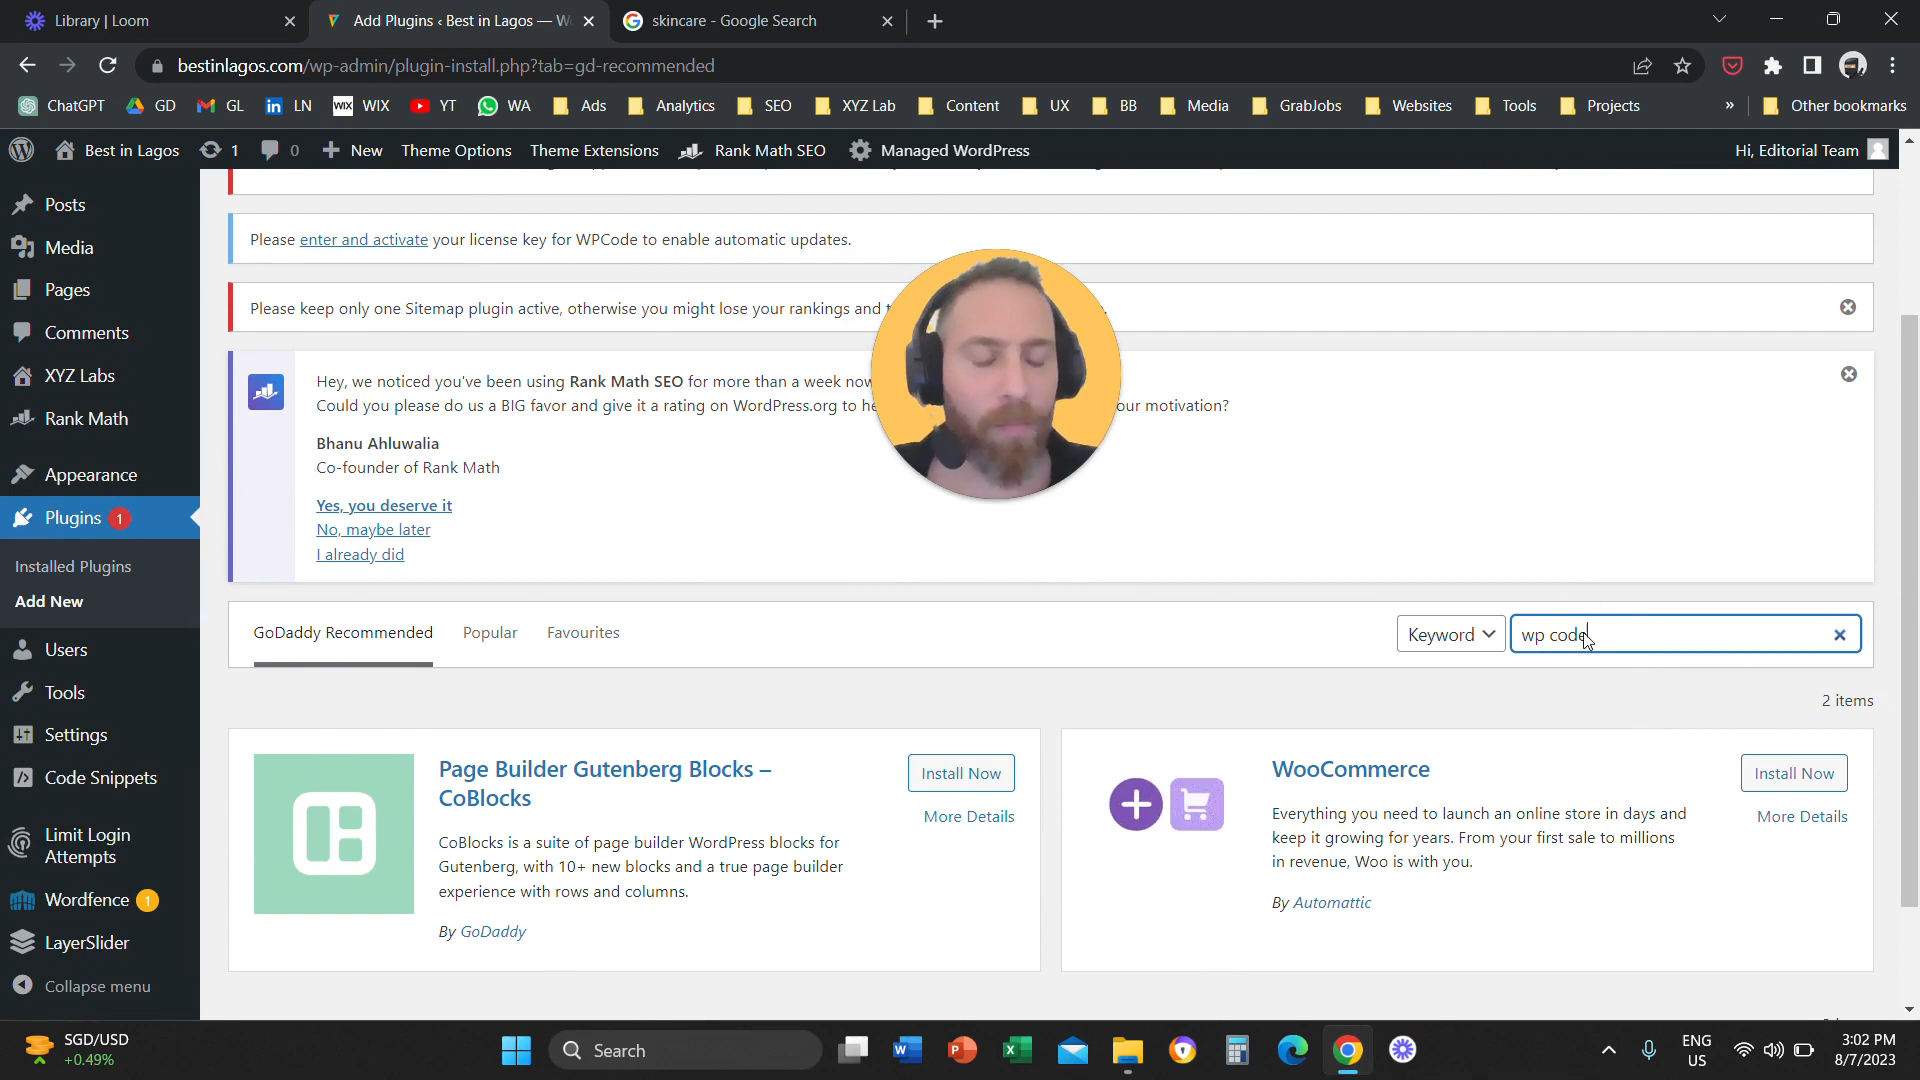 Library | Loom
Add Plugins ‹ Best in Lagos — W
skincare - Google Search
bestinlagos.com/wp-admin/plugin-install.php?tab=gd-recommended
ChatGPT
GD
GL
LN
WIX
WIX
YT
WA
Ads
Analytics
SEO
XYZ Lab
Content
UX
BB
Media
GrabJobs
Websites
Tools
Projects
»
Other bookmarks
Best in Lagos
1
0
New
Theme Options
Theme Extensions
Rank Math SEO
Managed WordPress
Hi, Editorial Team
Posts
Media
Pages
Comments
XYZ Labs
Rank Math
Appearance
Plugins 1
Installed Plugins
Add New
Users
Tools
Settings
Code Snippets
Limit Login
Attempts
Wordfence 1
LayerSlider
Collapse menu
Please enter and activate your license key for WPCode to enable automatic updates.
Please keep only one Sitemap plugin active, otherwise you might lose your rankings and
Hey, we noticed you've been using Rank Math SEO for more than a week now
Could you please do us a BIG favor and give it a rating on WordPress.org to our motivation?
Bhanu Ahluwalia
Co-founder of Rank Math
Yes, you deserve it
No, maybe later
I already did
GoDaddy Recommended
Popular
Favourites
Keyword
wp code
2 items
Page Builder Gutenberg Blocks –
CoBlocks
Install Now
More Details
CoBlocks is a suite of page builder WordPress blocks for
Gutenberg, with 10+ new blocks and a true page builder
experience with rows and columns.
By GoDaddy
WooCommerce
Install Now
More Details
Everything you need to launch an online store in days and
keep it growing for years. From your first sale to millions
in revenue, Woo is with you.
By Automattic
SGD/USD
+0.49%
Search
ENG
US
3:02 PM
8/7/2023